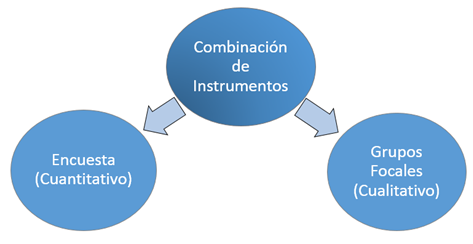 Combinación
de
Instrumentos
Encuesta
(Cuantitativo)
Grupos
Focales
(Cualitativo)